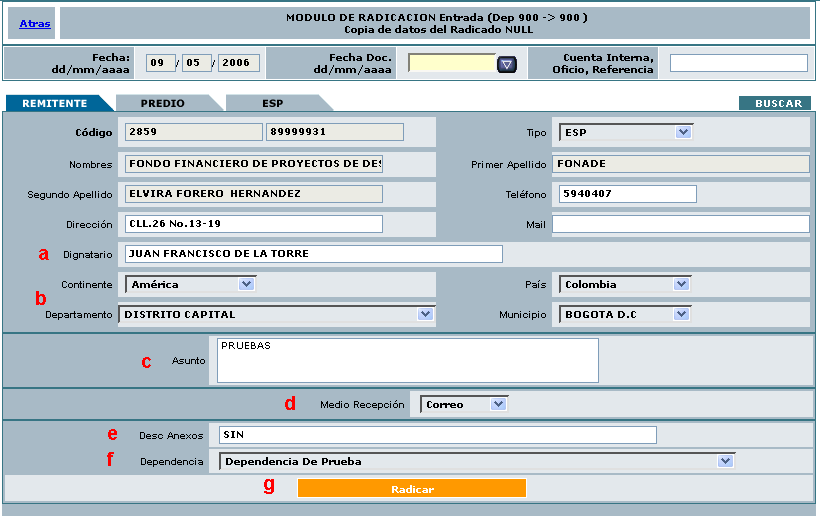 Atras
MODULO DE RADICACION Entrada (Dep 900 -> 900 )
Copia de datos del Radicado NULL
Fecha:
dd/mm/aaaa
09 / 05 / 2006
Fecha Doc.
dd/mm/aaaa
Cuenta Interna,
Oficio, Referencia
REMITENTE PREDIO ESP BUSCAR
Código 2859 89999931 Tipo ESP
Nombres FONDO FINANCIERO DE PROYECTOS DE DES Primer Apellido FONADE
Segundo Apellido ELVIRA FORERO HERNANDEZ Teléfono 5940407
Dirección CLL.26 No.13-19 Mail
a Dignatario JUAN FRANCISCO DE LA TORRE
Continente América País Colombia
b
Departamento DISTRITO CAPITAL Municipio BOGOTA D.C
c Asunto PRUEBAS
d Medio Recepción Correo
e Desc Anexos SIN
f Dependencia Dependencia De Prueba
g Radicar